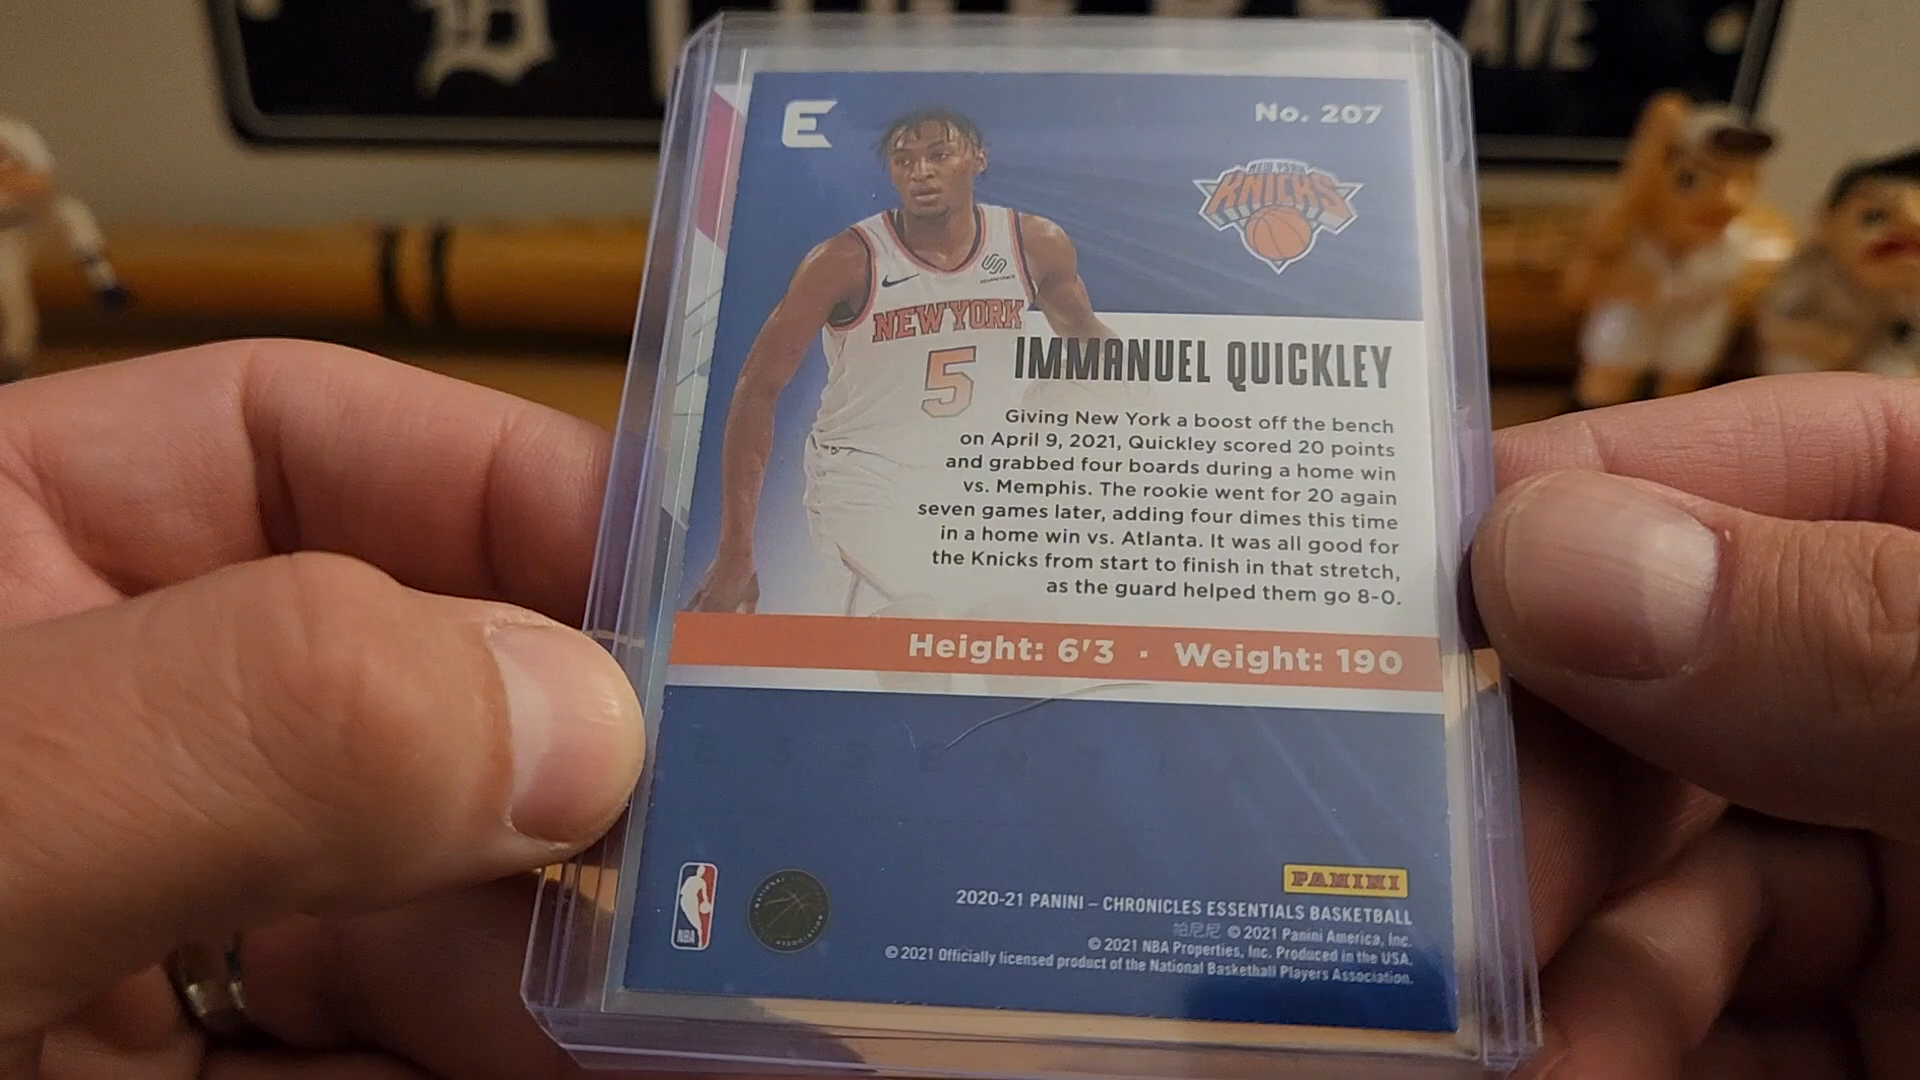 TIGERS AVE
E
No. 207
NEW YORK
KNICKS
NEW YORK
5
IMMANUEL QUICKLEY
Giving New York a boost off the bench
on April 9, 2021, Quickley scored 20 points
and grabbed four boards during a home win
vs. Memphis. The rookie went for 20 again
seven games later, adding four dimes this time
in a home win vs. Atlanta. It was all good for
the Knicks from start to finish in that stretch,
as the guard helped them go 8-0.
Height: 6'3 · Weight: 190
ESSENTIALS
PANINI
NBA
2020-21 PANINI – CHRONICLES ESSENTIALS BASKETBALL
帕尼尼 © 2021 Panini America, Inc.
© 2021 NBA Properties, Inc. Produced in the USA.
© 2021 Officially licensed product of the National Basketball Players Association.